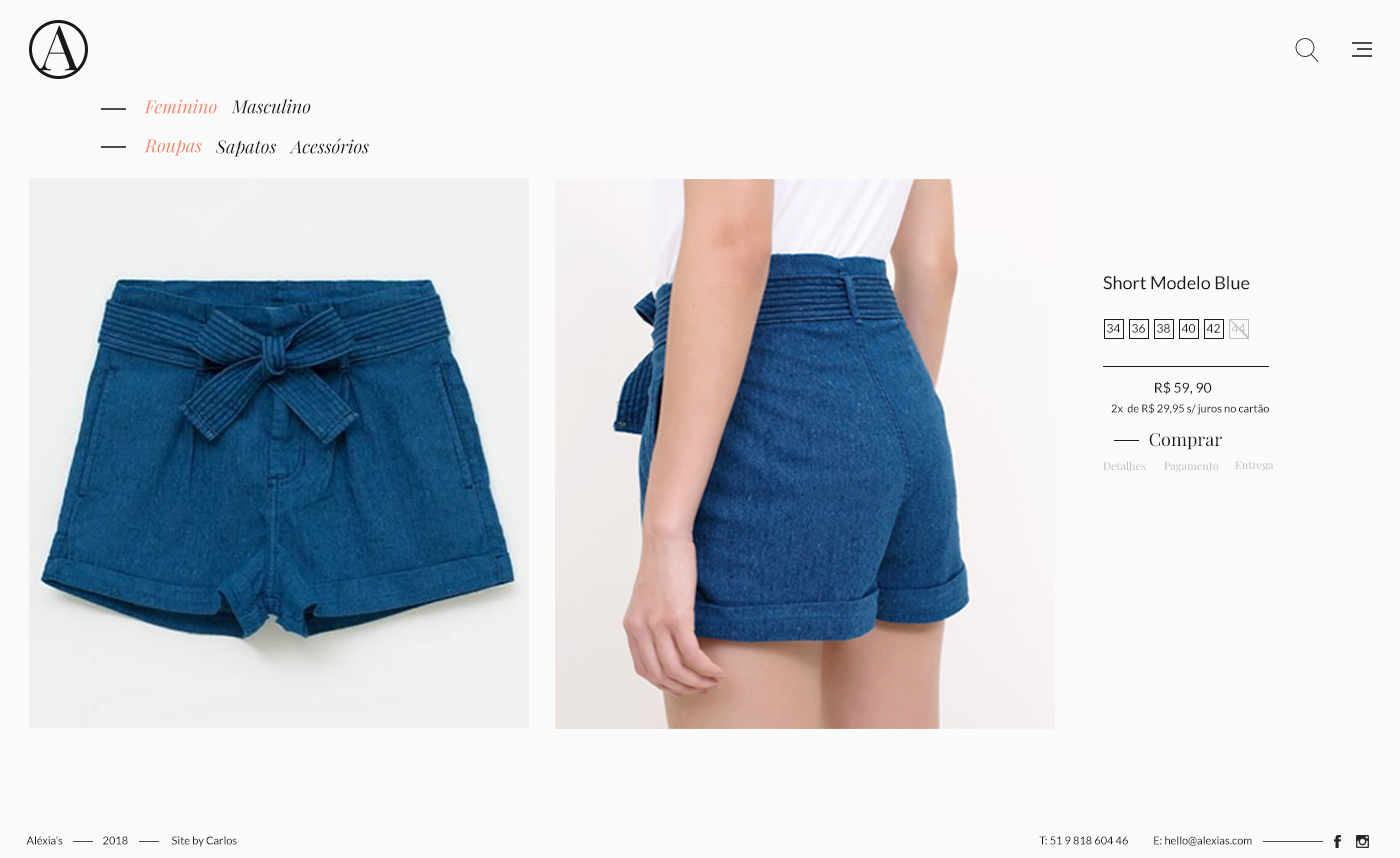 A
Feminino Masculino
Roupas Sapatos Acessórios
Short Modelo Blue
34 36 38 40 42 44
R$ 59, 90
2x de R$ 29,95 s/ juros no cartão
Comprar
Detalhes Pagamento Entrega
Aléxia's 2018 Site by Carlos T: 51 9 818 604 46 E: hello@alexias.com